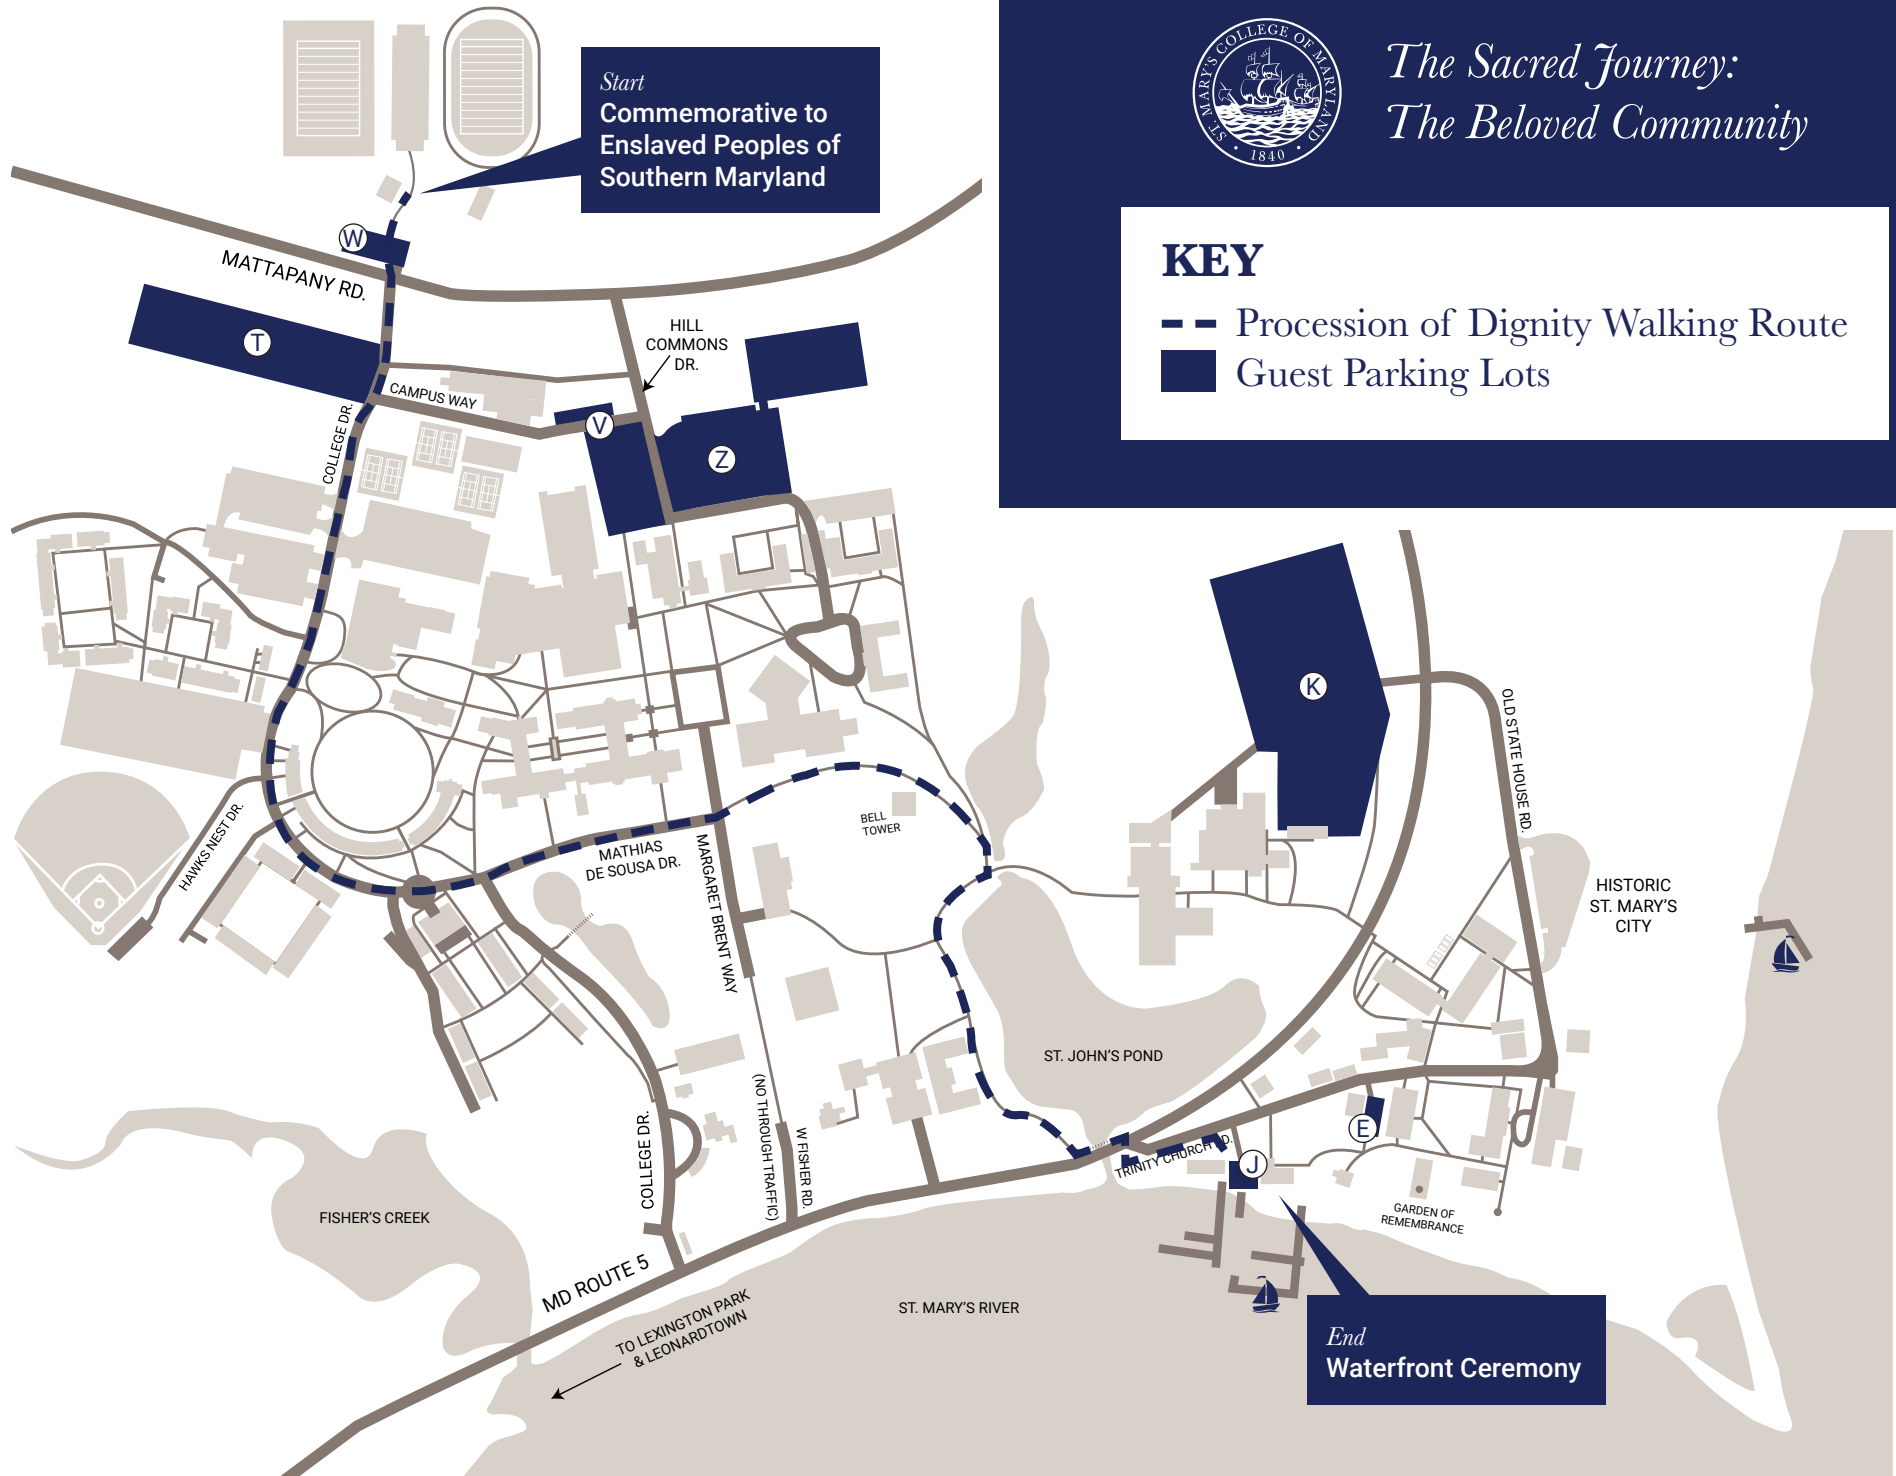 Start
Commemorative to
Enslaved Peoples of
Southern Maryland
ST. MARY'S COLLEGE OF MARYLAND
• 1840 •
The Sacred Journey:
The Beloved Community
KEY
Procession of Dignity Walking Route
Guest Parking Lots
W
MATTAPANY RD.
T
HILL
COMMONS
DR.
CAMPUS WAY
COLLEGE DR.
V
Z
K
OLD STATE HOUSE RD.
HAWKS NEST DR.
BELL
TOWER
MATHIAS
DE SOUSA DR.
MARGARET BRENT WAY
HISTORIC
ST. MARY'S
CITY
ST. JOHN'S POND
(NO THROUGH TRAFFIC)
W FISHER RD.
COLLEGE DR.
E
TRINITY CHURCH RD.
J
GARDEN OF
REMEMBRANCE
FISHER'S CREEK
MD ROUTE 5
TO LEXINGTON PARK
& LEONARDTOWN
ST. MARY'S RIVER
End
Waterfront Ceremony